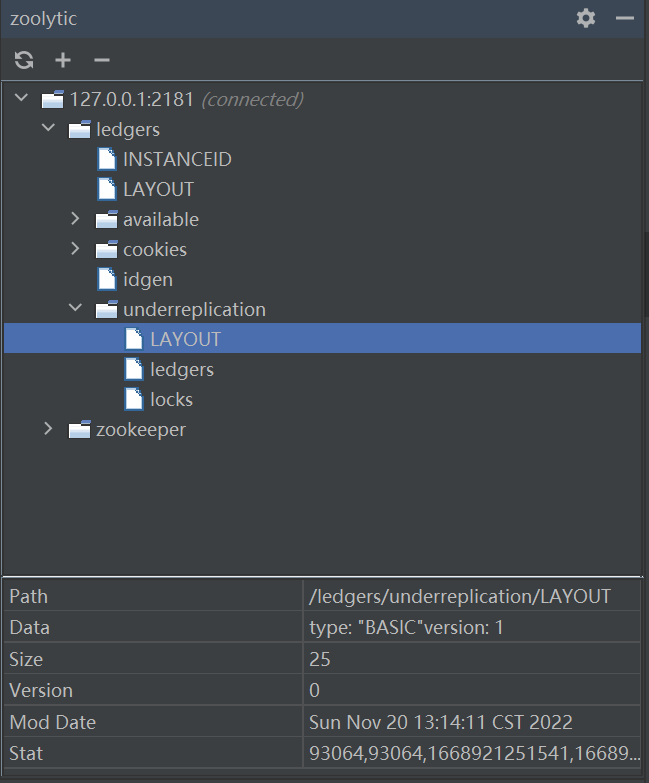 zoolytic
127.0.0.1:2181 (connected)
ledgers
INSTANCEID
LAYOUT
available
cookies
idgen
underreplication
LAYOUT
ledgers
locks
zookeeper
Path /ledgers/underreplication/LAYOUT
Data type: "BASIC"version: 1
Size 25
Version 0
Mod Date Sun Nov 20 13:14:11 CST 2022
Stat 93064,93064,1668921251541,16689...